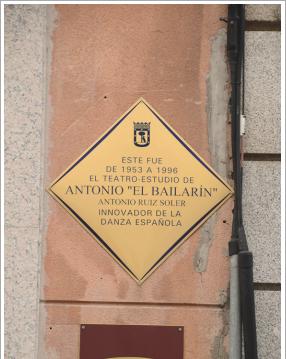 ESTE FUE
DE 1953 A 1996
EL TEATRO-ESTUDIO DE
ANTONIO "EL BAILARÍN"
ANTONIO RUIZ SOLER
INNOVADOR DE LA
DANZA ESPAÑOLA